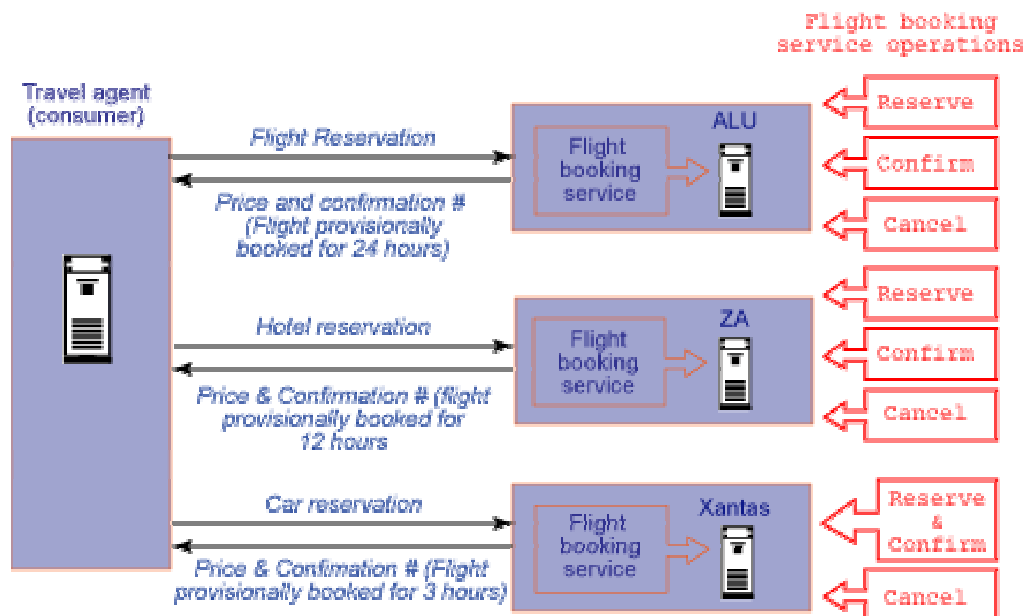 Flight booking
service operations
Travel agent
(consumer)
Flight Reservation
Price and confirmation #
(Flight provisionally
booked for 24 hours)
ALU
Flight
booking
service
Reserve
Confirm
Cancel
Hotel reservation
Price & Confirmation # (flight
provisionally booked for
12 hours
ZA
Flight
booking
service
Reserve
Confirm
Cancel
Car reservation
Price & Confimation # (Flight
provisionally booked for 3 hours)
Xantas
Flight
booking
service
Reserve
&
Confirm
Cancel